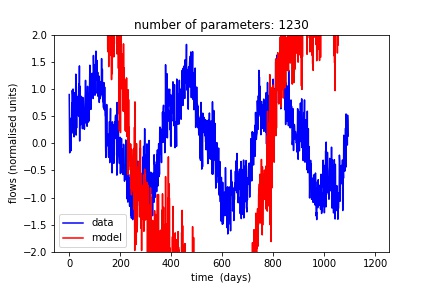 number of parameters: 1230
flows (normalised units)
2.0
1.5
1.0
0.5
0.0
−0.5
−1.0
−1.5
−2.0
data
model
0 200 400 600 800 1000 1200
time (days)